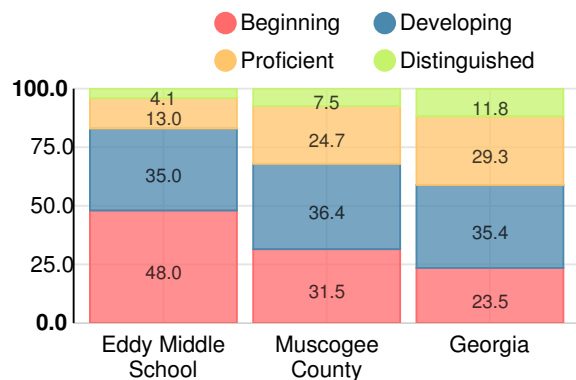 Beginning Developing
Proficient Distinguished
100.0
75.0
50.0
25.0
0.0
4.1
13.0
35.0
48.0
7.5
24.7
36.4
31.5
11.8
29.3
35.4
23.5
Eddy Middle
School
Muscogee
County
Georgia